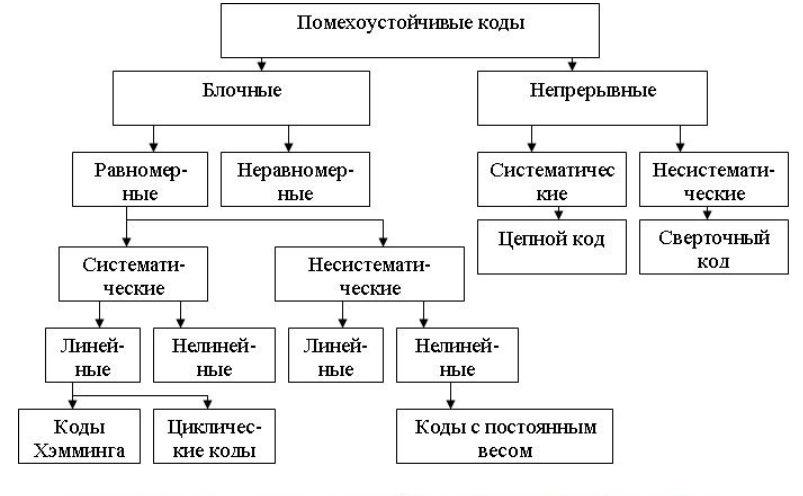 Помехоустойчивые коды
Блочные
Непрерывные
Равномер-
ные
Неравномер-
ные
Систематичес
кие
Несистемати-
ческие
Цепной код
Сверточный
код
Системати-
ческие
Несистемати-
ческие
Линей-
ные
Нелиней-
ные
Линей-
ные
Нелиней-
ные
Коды
Хэмминга
Цикличес-
кие коды
Коды с постоянным
весом